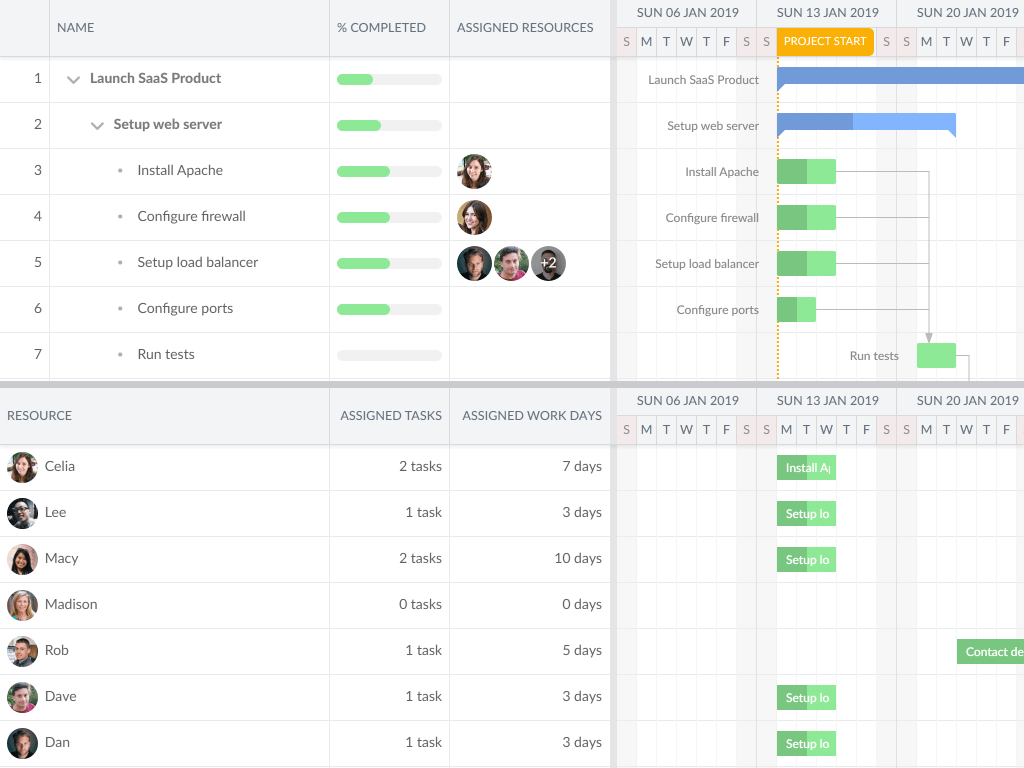 NAME % COMPLETED ASSIGNED RESOURCES
SUN 06 JAN 2019 SUN 13 JAN 2019 SUN 20 JAN 2019
S M T W T F S S PROJECT START S S M T W T F
1 Launch SaaS Product Launch SaaS Product
2 Setup web server Setup web server
3 Install Apache Install Apache
4 Configure firewall Configure firewall
5 Setup load balancer +2 Setup load balancer
6 Configure ports Configure ports
7 Run tests Run tests
RESOURCE ASSIGNED TASKS ASSIGNED WORK DAYS
SUN 06 JAN 2019 SUN 13 JAN 2019 SUN 20 JAN 2019
S M T W T F S S M T W T F S S M T W T F
Celia 2 tasks 7 days Install A
Lee 1 task 3 days Setup lo
Macy 2 tasks 10 days Setup lo
Madison 0 tasks 0 days
Rob 1 task 5 days Contact de
Dave 1 task 3 days Setup lo
Dan 1 task 3 days Setup lo